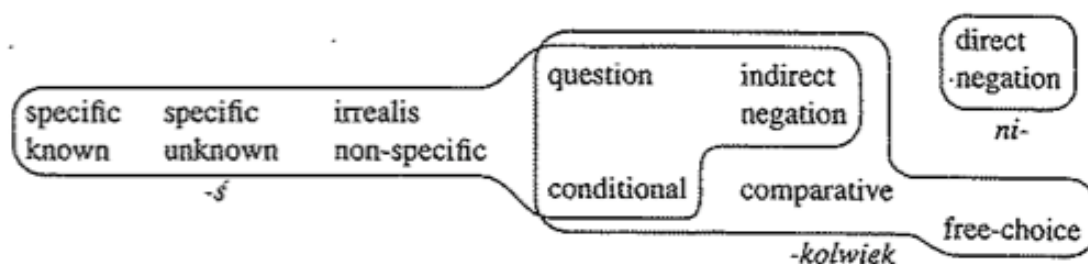 direct
question indirect negation
specific specific irrealis negation ni-
known unknown non-specific
-ś conditional comparative
free-choice
-kolwiek